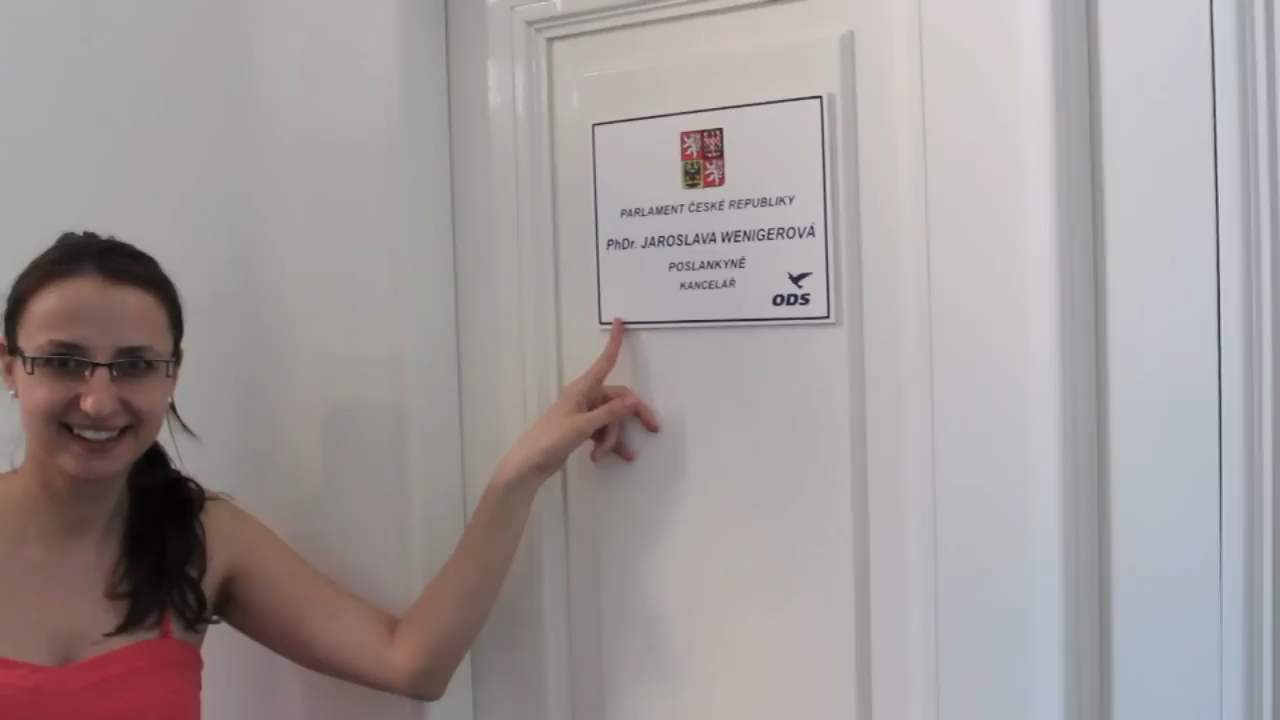 PARLAMENT ČESKÉ REPUBLIKY
PhDr. JAROSLAVA WENIGEROVÁ
POSLANKYNĚ
KANCELÁŘ
ODS